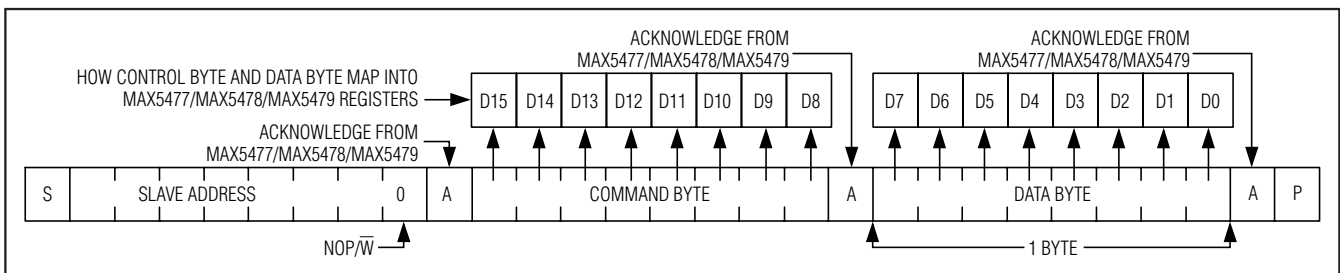 ACKNOWLEDGE FROM
MAX5477/MAX5478/MAX5479
ACKNOWLEDGE FROM
MAX5477/MAX5478/MAX5479
HOW CONTROL BYTE AND DATA BYTE MAP INTO
MAX5477/MAX5478/MAX5479 REGISTERS
D15 D14 D13 D12 D11 D10 D9 D8 D7 D6 D5 D4 D3 D2 D1 D0
ACKNOWLEDGE FROM
MAX5477/MAX5478/MAX5479
S SLAVE ADDRESS 0 A COMMAND BYTE A DATA BYTE A P
NOP/W̅ 1 BYTE